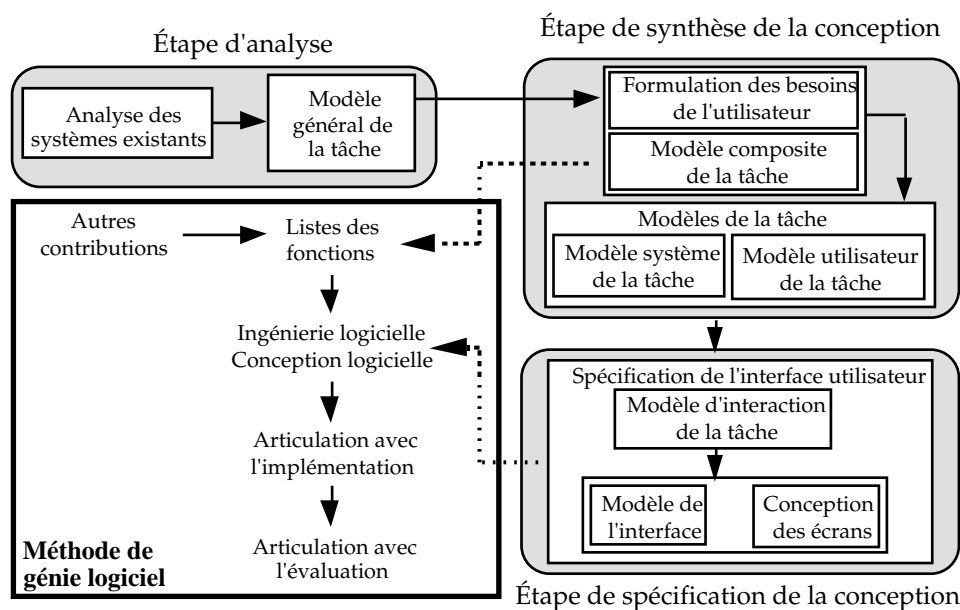 Étape d'analyse
Analyse des
systèmes existants
Modèle
général de
la tâche
Étape de synthèse de la conception
Formulation des besoins
de l'utilisateur
Modèle composite
de la tâche
Modèles de la tâche
Modèle système
de la tâche
Modèle utilisateur
de la tâche
Autres
contributions
Listes des
fonctions
Ingénierie logicielle
Conception logicielle
Articulation avec
l'implémentation
Articulation avec
l'évaluation
Méthode de
génie logiciel
Spécification de l'interface utilisateur
Modèle d'interaction
de la tâche
Modèle de
l'interface
Conception
des écrans
Étape de spécification de la conception